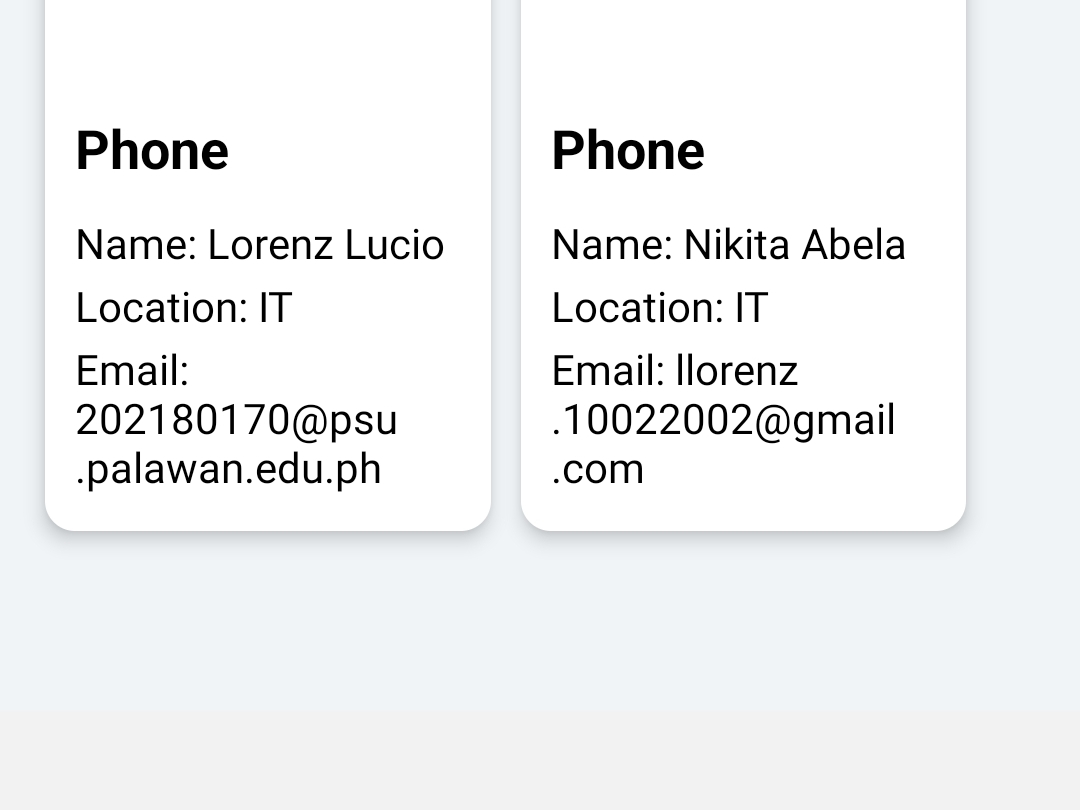 Phone
Name: Lorenz Lucio
Location: IT
Email:
202180170@psu
.palawan.edu.ph
Phone
Name: Nikita Abela
Location: IT
Email: llorenz
.10022002@gmail
.com